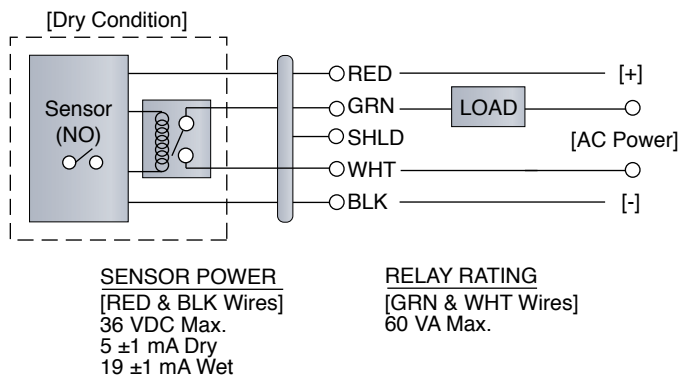 [Dry Condition]
Sensor
(NO)
RED
[+]
GRN
LOAD
SHLD
[AC Power]
WHT
BLK
[-]
SENSOR POWER
[RED & BLK Wires]
36 VDC Max.
5 ±1 mA Dry
19 ±1 mA Wet
RELAY RATING
[GRN & WHT Wires]
60 VA Max.